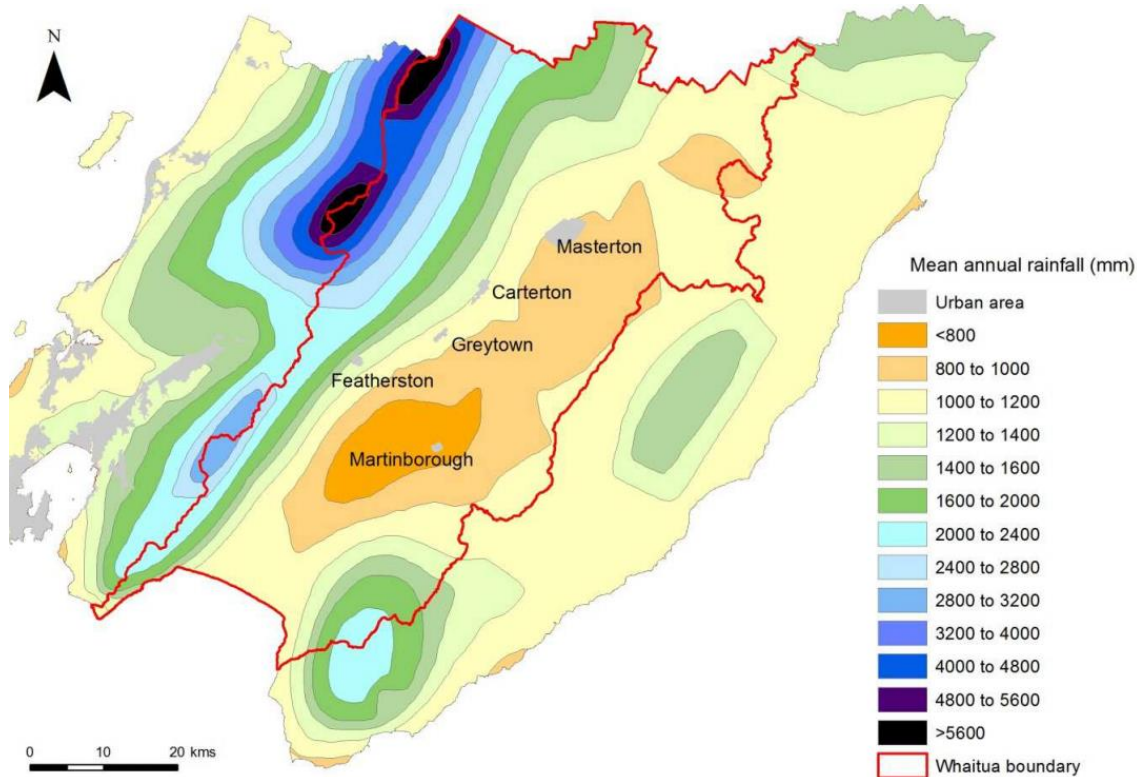 N
Masterton
Carterton
Greytown
Featherston
Martinborough
Mean annual rainfall (mm)
Urban area
<800
800 to 1000
1000 to 1200
1200 to 1400
1400 to 1600
1600 to 2000
2000 to 2400
2400 to 2800
2800 to 3200
3200 to 4000
4000 to 4800
4800 to 5600
>5600
Whaitua boundary
0 10 20 kms